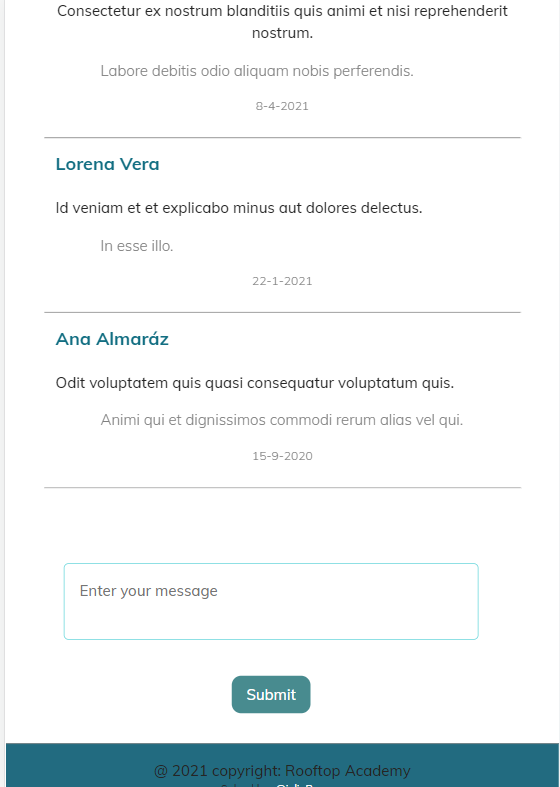 Consectetur ex nostrum blanditiis quis animi et nisi reprehenderit
nostrum.
Labore debitis odio aliquam nobis perferendis.
8-4-2021
Lorena Vera
Id veniam et et explicabo minus aut dolores delectus.
In esse illo.
22-1-2021
Ana Almaráz
Odit voluptatem quis quasi consequatur voluptatum quis.
Animi qui et dignissimos commodi rerum alias vel qui.
15-9-2020
Enter your message
Submit
@ 2021 copyright: Rooftop Academy